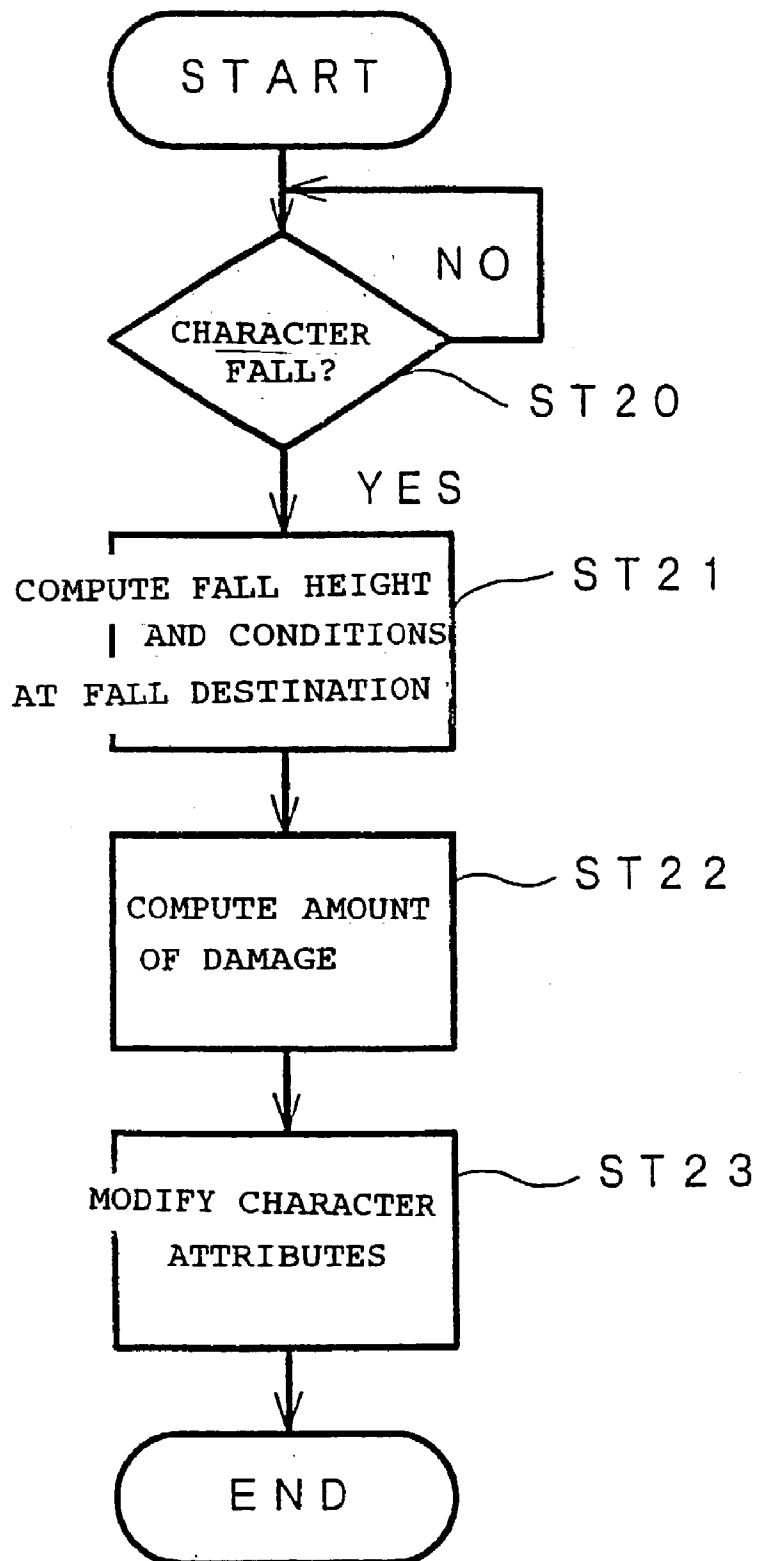 START
NO
CHARACTER
FALL?
ST20
YES
COMPUTE FALL HEIGHT
AND CONDITIONS
AT FALL DESTINATION
ST21
COMPUTE AMOUNT
OF DAMAGE
ST22
MODIFY CHARACTER
ATTRIBUTES
ST23
END